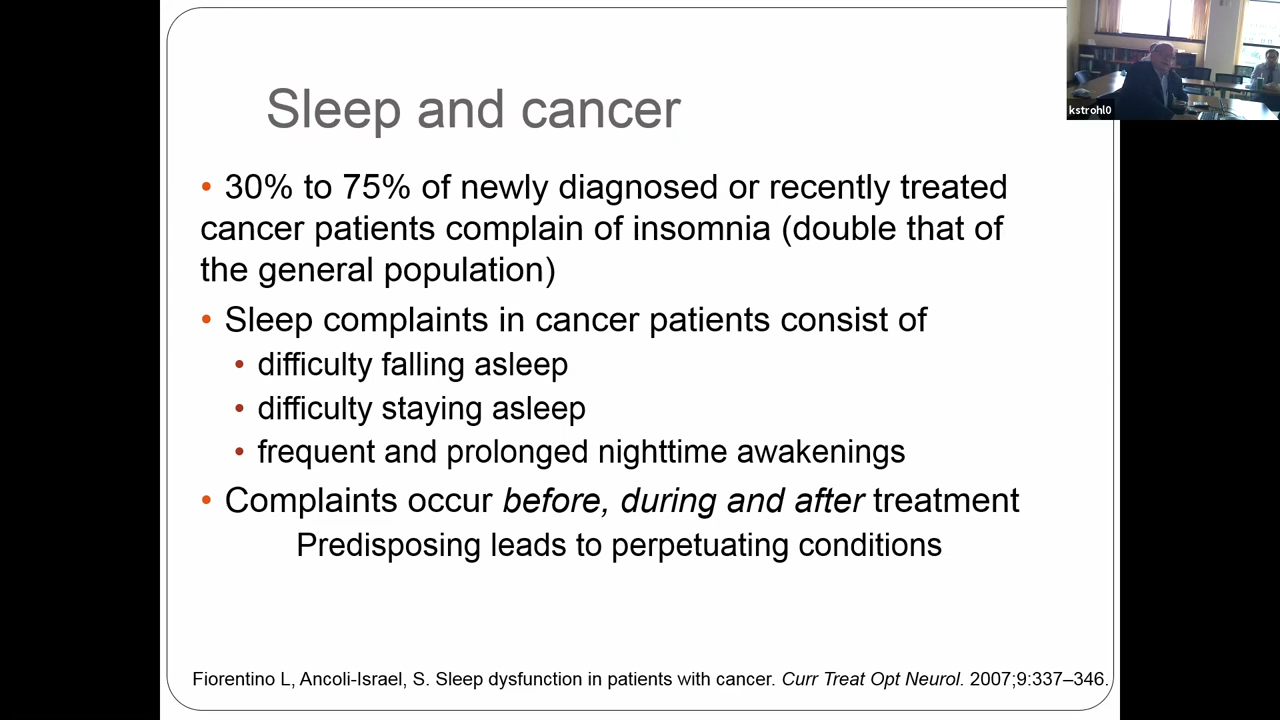 kstrohl0
Sleep and cancer
• 30% to 75% of newly diagnosed or recently treated
cancer patients complain of insomnia (double that of
the general population)
• Sleep complaints in cancer patients consist of
• difficulty falling asleep
• difficulty staying asleep
• frequent and prolonged nighttime awakenings
• Complaints occur before, during and after treatment
Predisposing leads to perpetuating conditions
Fiorentino L, Ancoli-Israel, S. Sleep dysfunction in patients with cancer. Curr Treat Opt Neurol. 2007;9:337–346.